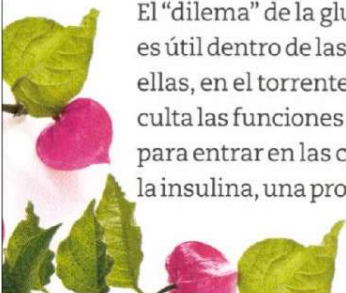 El “dilema” de la glu
es útil dentro de las
ellas, en el torrente
culta las funciones
para entrar en las c
la insulina, una pro